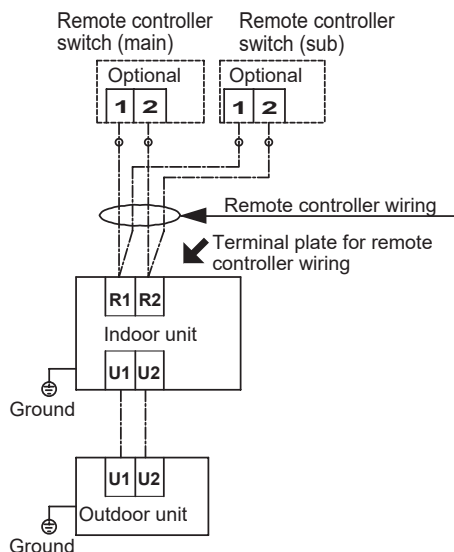 Remote controller
switch (main)
Remote controller
switch (sub)
Optional
Optional
1 2
1 2
Remote controller wiring
Terminal plate for remote
controller wiring
R1 R2
Indoor unit
U1 U2
Ground
U1 U2
Outdoor unit
Ground